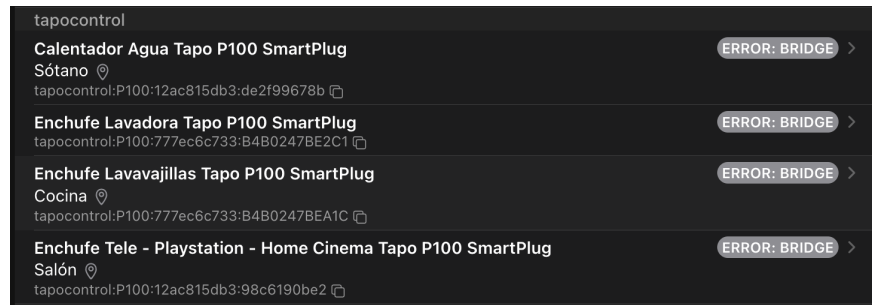 tapocontrol
Calentador Agua Tapo P100 SmartPlug
ERROR: BRIDGE
Sótano
tapocontrol:P100:12ac815db3:de2f99678b
Enchufe Lavadora Tapo P100 SmartPlug
ERROR: BRIDGE
tapocontrol:P100:777ec6c733:B4B0247BE2C1
Enchufe Lavavajillas Tapo P100 SmartPlug
ERROR: BRIDGE
Cocina
tapocontrol:P100:777ec6c733:B4B0247BEA1C
Enchufe Tele - Playstation - Home Cinema Tapo P100 SmartPlug
ERROR: BRIDGE
Salón
tapocontrol:P100:12ac815db3:98c6190be2